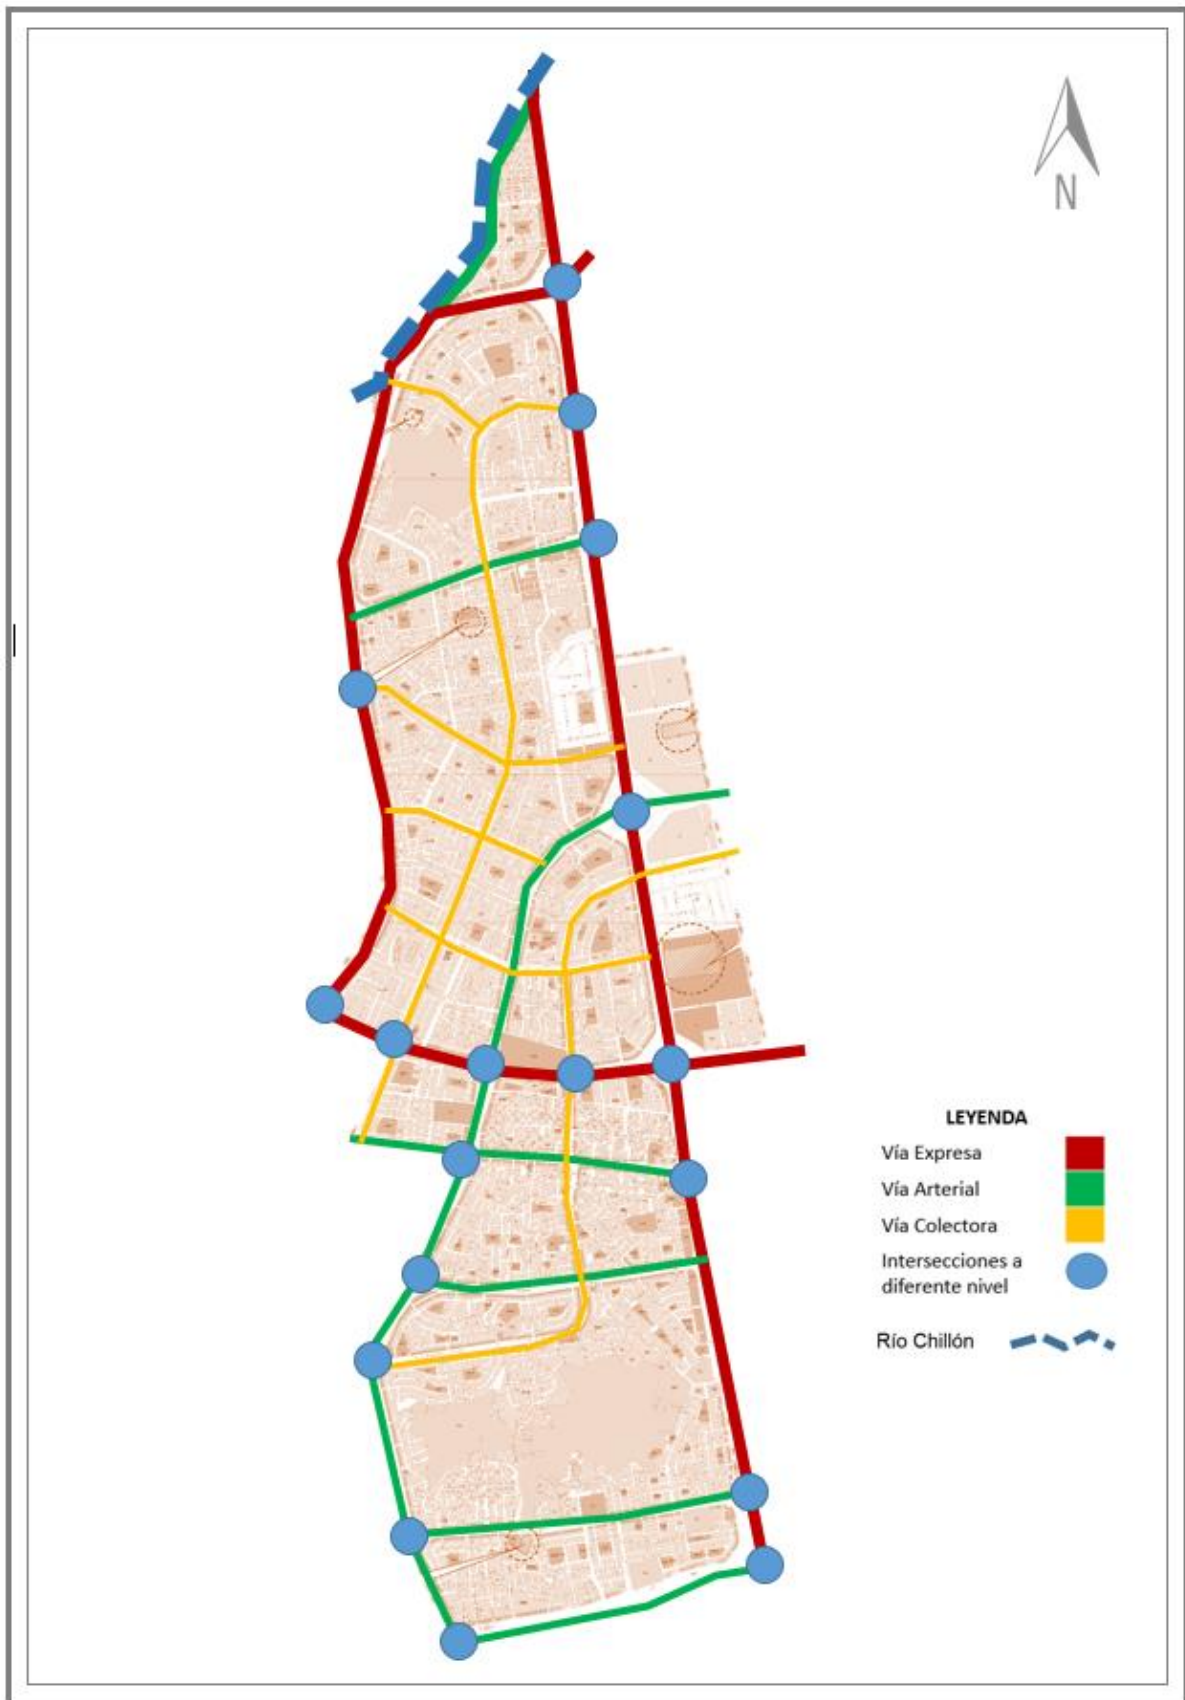 N
LEYENDA
Vía Expresa
Vía Arterial
Vía Colectora
Intersecciones a
diferente nivel
Río Chillón